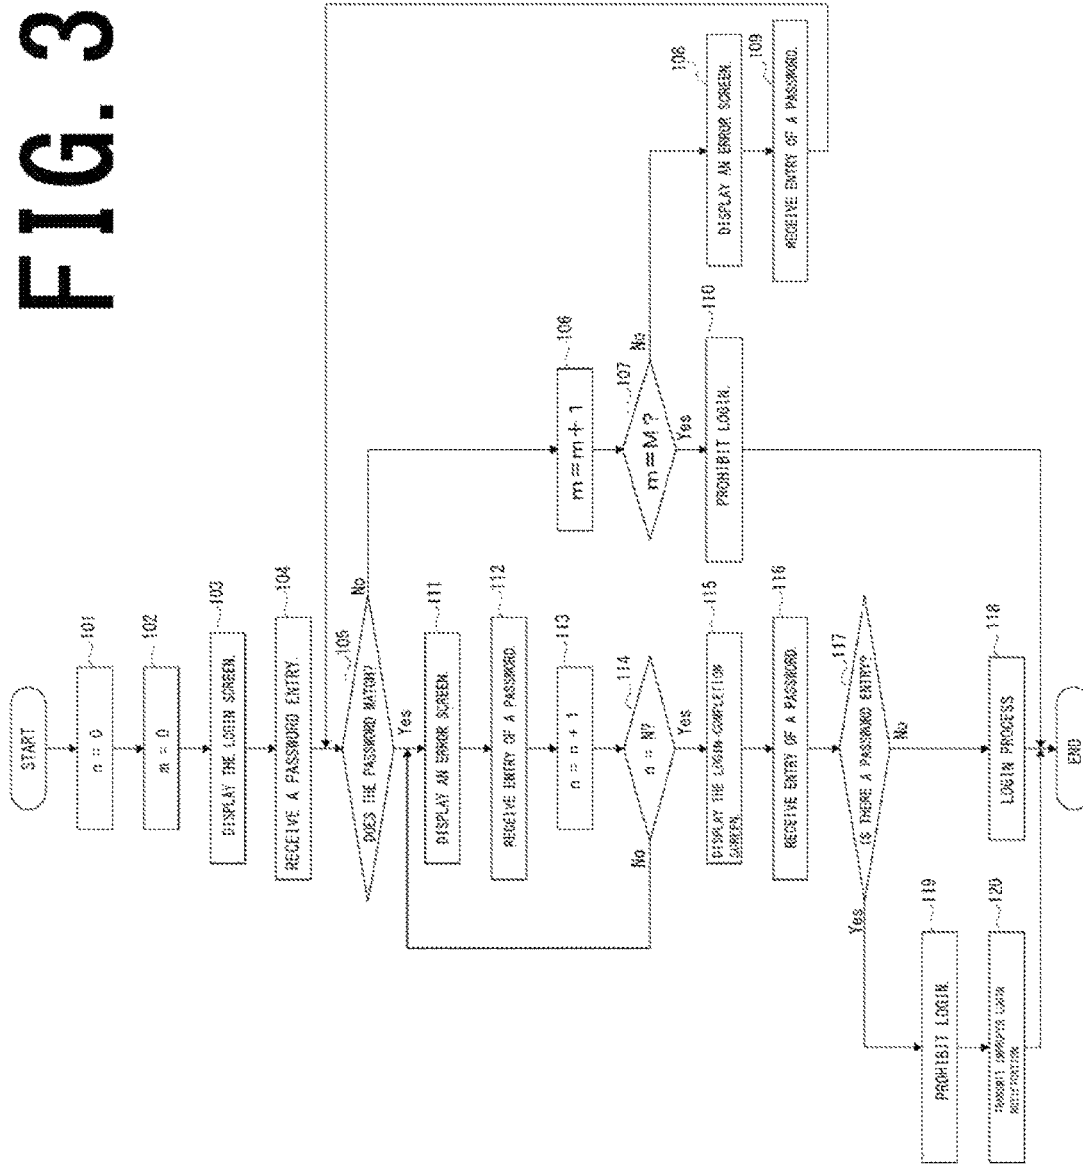 FIG. 3
START
101
n = 0
102
m = 0
103
DISPLAY THE LOGIN SCREEN.
104
RECEIVE A PASSWORD ENTRY.
105
DOES THE PASSWORD MATCH?
No
Yes
106
m=m+1
107
m=M?
No
Yes
108
DISPLAY AN ERROR SCREEN.
109
RECEIVE ENTRY OF A PASSWORD.
110
PROHIBIT LOGIN.
111
DISPLAY AN ERROR SCREEN.
112
RECEIVE ENTRY OF A PASSWORD.
113
n = n + 1
114
n = N?
No
Yes
115
DISPLAY THE LOGIN-COMPLETION
SCREEN.
116
RECEIVE ENTRY OF A PASSWORD.
117
IS THERE A PASSWORD ENTRY?
Yes
No
118
LOGIN PROCESS
119
PROHIBIT LOGIN.
120
TRANSMIT IMPROPER LOGIN
NOTIFICATION
END